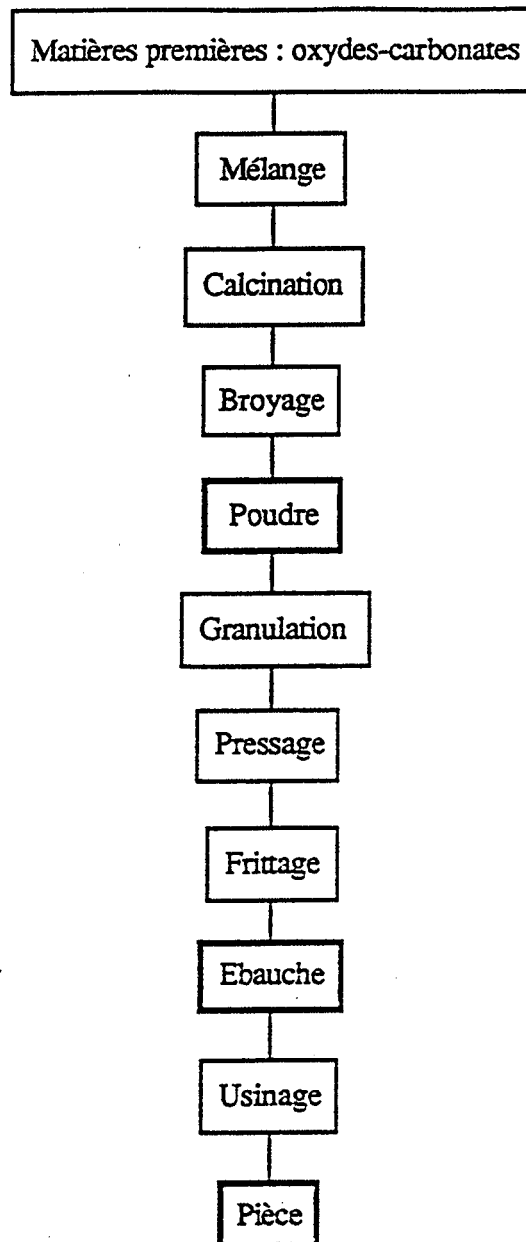 Matières premières : oxydes-carbonates
Mélange
Calcination
Broyage
Poudre
Granulation
Pressage
Frittage
Ebauche
Usinage
Pièce